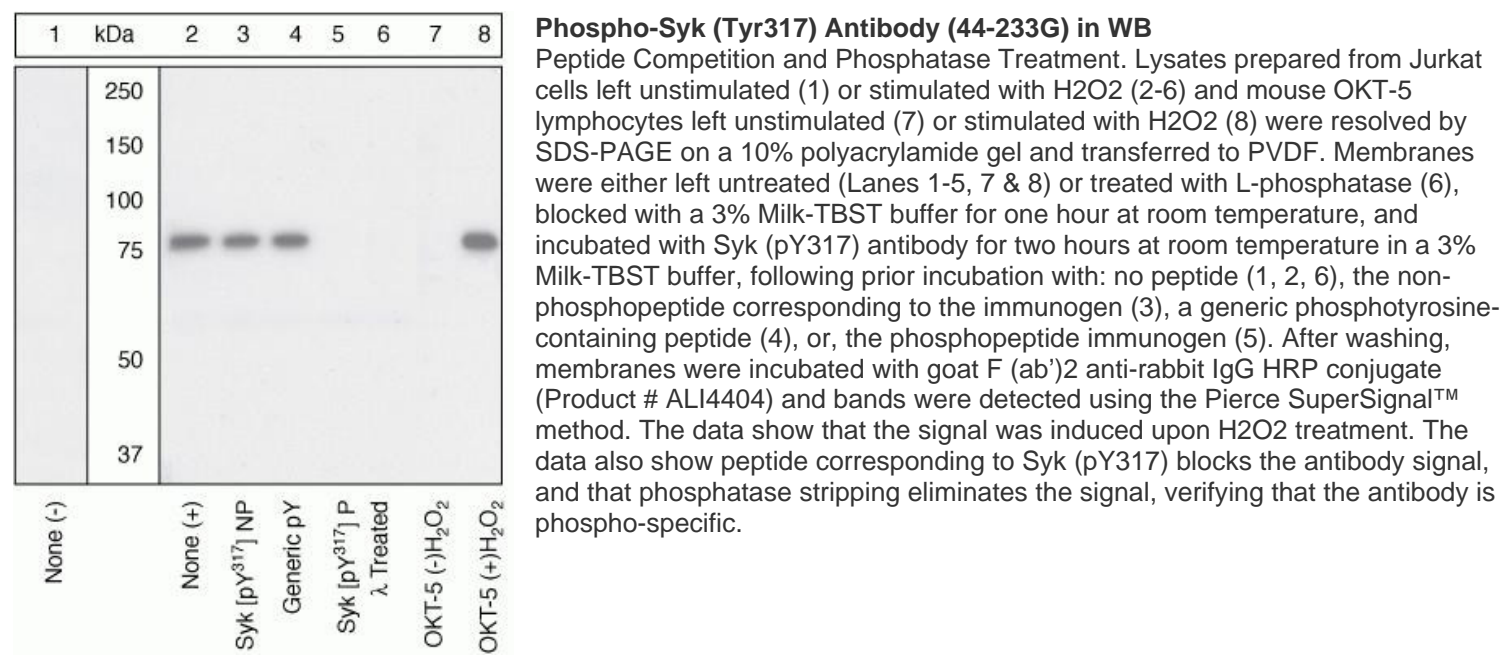 1 kDa 2 3 4 5 6 7 8
250
150
100
75
50
37
None (-)
None (+)
Syk [pY³¹⁷] NP
Generic pY
Syk [pY³¹⁷] P
λ Treated
OKT-5 (-)H₂O₂
OKT-5 (+)H₂O₂
Phospho-Syk (Tyr317) Antibody (44-233G) in WB
Peptide Competition and Phosphatase Treatment. Lysates prepared from Jurkat
cells left unstimulated (1) or stimulated with H2O2 (2-6) and mouse OKT-5
lymphocytes left unstimulated (7) or stimulated with H2O2 (8) were resolved by
SDS-PAGE on a 10% polyacrylamide gel and transferred to PVDF. Membranes
were either left untreated (Lanes 1-5, 7 & 8) or treated with L-phosphatase (6),
blocked with a 3% Milk-TBST buffer for one hour at room temperature, and
incubated with Syk (pY317) antibody for two hours at room temperature in a 3%
Milk-TBST buffer, following prior incubation with: no peptide (1, 2, 6), the non-
phosphopeptide corresponding to the immunogen (3), a generic phosphotyrosine-
containing peptide (4), or, the phosphopeptide immunogen (5). After washing,
membranes were incubated with goat F (ab’)2 anti-rabbit IgG HRP conjugate
(Product # ALI4404) and bands were detected using the Pierce SuperSignal™
method. The data show that the signal was induced upon H2O2 treatment. The
data also show peptide corresponding to Syk (pY317) blocks the antibody signal,
and that phosphatase stripping eliminates the signal, verifying that the antibody is
phospho-specific.